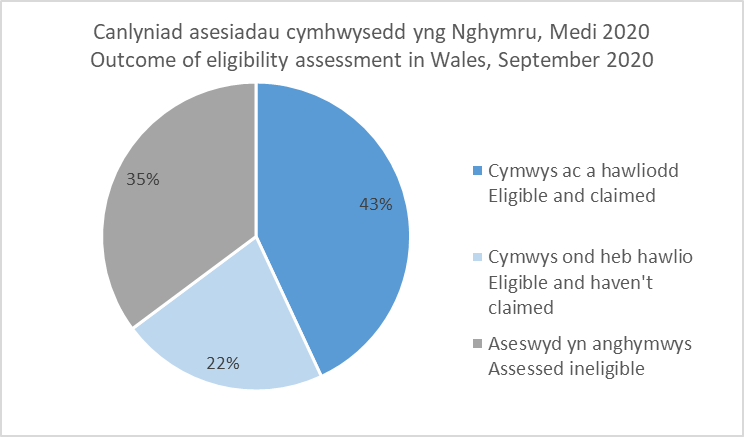 Canlyniad asesiadau cymhwysedd yng Nghymru, Medi 2020
Outcome of eligibility assessment in Wales, September 2020
35%
43%
22%
Cymwys ac a hawliodd
Eligible and claimed
Cymwys ond heb hawlio
Eligible and haven't
claimed
Aseswyd yn anghymwys
Assessed ineligible